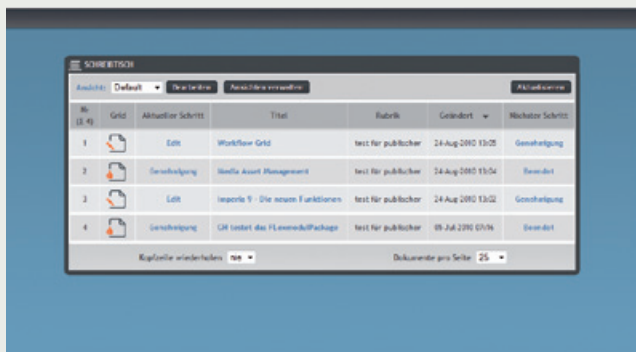 SCHREIBTISCH
Ansicht: Default Bearbeiten Ansichten verwalten Aktualisieren
Nr Grid Aktueller Schritt Titel Rubrik Geändert Nächster Schritt
1 Edit Workflow Grid test für publischer 24-Aug-2010 13:05 Genehmigung
2 Genehmigung Media Asset Management test für publischer 24-Aug-2010 13:04 Beendet
3 Edit imperia 9 - Die neuen Funktionen test für publischer 24-Aug-2010 13:02 Genehmigung
4 Genehmigung test für publischer Beendet
Kopfzeile wiederholen nie Dokumente pro Seite 25